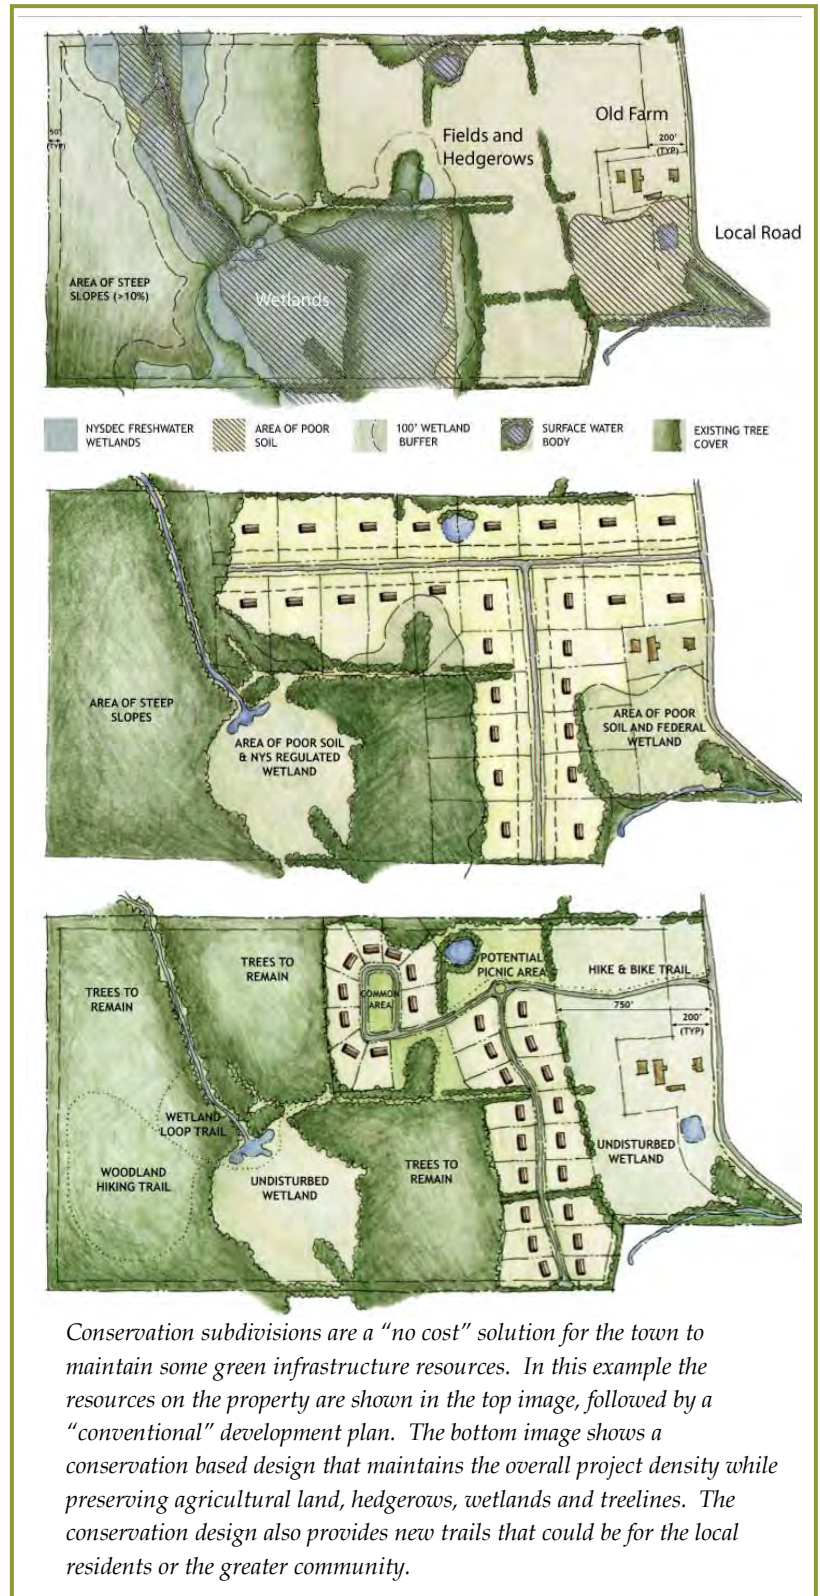 Old Farm
200'
(TYP)
50'
(TYP)
Fields and
Hedgerows
Local Road
AREA OF STEEP
SLOPES (>10%)
Wetlands
NYSDEC FRESHWATER
WETLANDS
AREA OF POOR
SOIL
100' WETLAND
BUFFER
SURFACE WATER
BODY
EXISTING TREE
COVER
AREA OF STEEP
SLOPES
AREA OF POOR SOIL
& NYS REGULATED
WETLAND
AREA OF POOR
SOIL AND FEDERAL
WETLAND
TREES TO
REMAIN
TREES TO
REMAIN
COMMON
AREA
POTENTIAL
PICNIC AREA
HIKE & BIKE TRAIL
750'
200'
(TYP)
WETLAND
LOOP TRAIL
WOODLAND
HIKING TRAIL
UNDISTURBED
WETLAND
TREES TO
REMAIN
UNDISTURBED
WETLAND
Conservation subdivisions are a “no cost” solution for the town to
maintain some green infrastructure resources.  In this example the
resources on the property are shown in the top image, followed by a
“conventional” development plan.  The bottom image shows a
conservation based design that maintains the overall project density while
preserving agricultural land, hedgerows, wetlands and treelines.  The
conservation design also provides new trails that could be for the local
residents or the greater community.